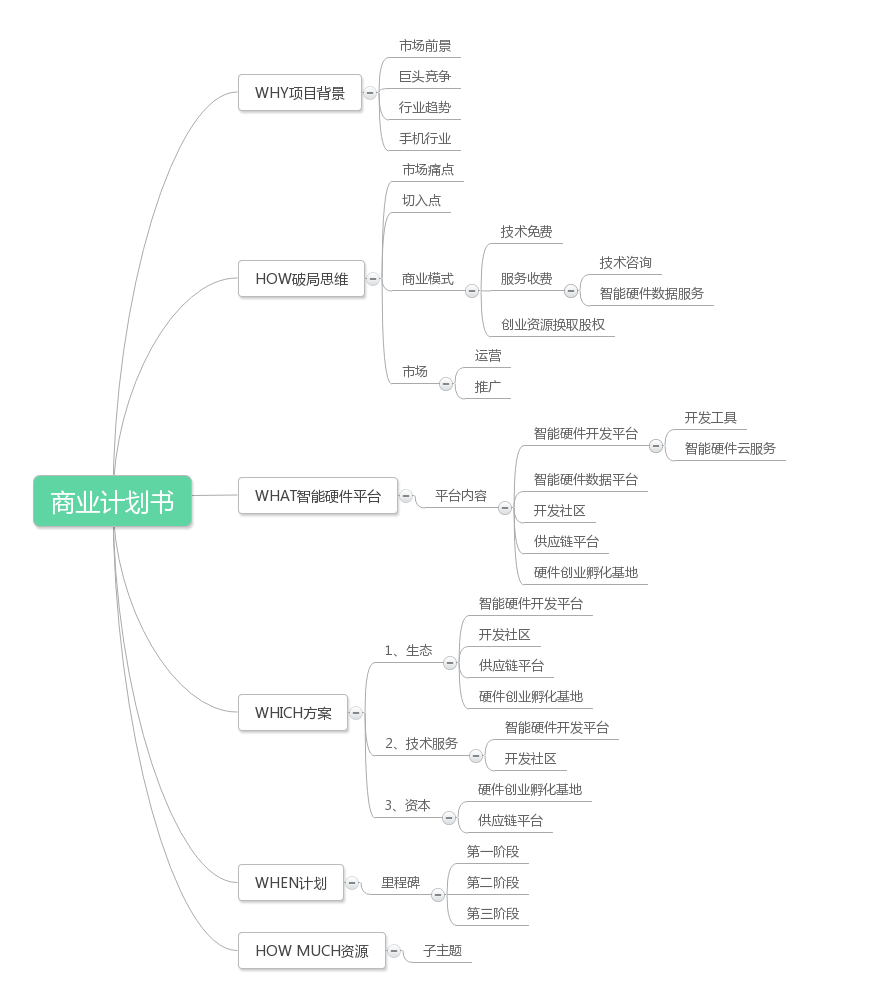 商业计划书
WHY项目背景
市场前景
巨头竞争
行业趋势
手机行业
HOW破局思维
市场痛点
切入点
商业模式
技术免费
服务收费
技术咨询
智能硬件数据服务
创业资源换取股权
市场
运营
推广
WHAT智能硬件平台
平台内容
智能硬件开发平台
开发工具
智能硬件云服务
智能硬件数据平台
开发社区
供应链平台
硬件创业孵化基地
WHICH方案
1、生态
智能硬件开发平台
开发社区
供应链平台
硬件创业孵化基地
2、技术服务
智能硬件开发平台
开发社区
3、资本
硬件创业孵化基地
供应链平台
WHEN计划
里程碑
第一阶段
第二阶段
第三阶段
HOW MUCH资源
子主题